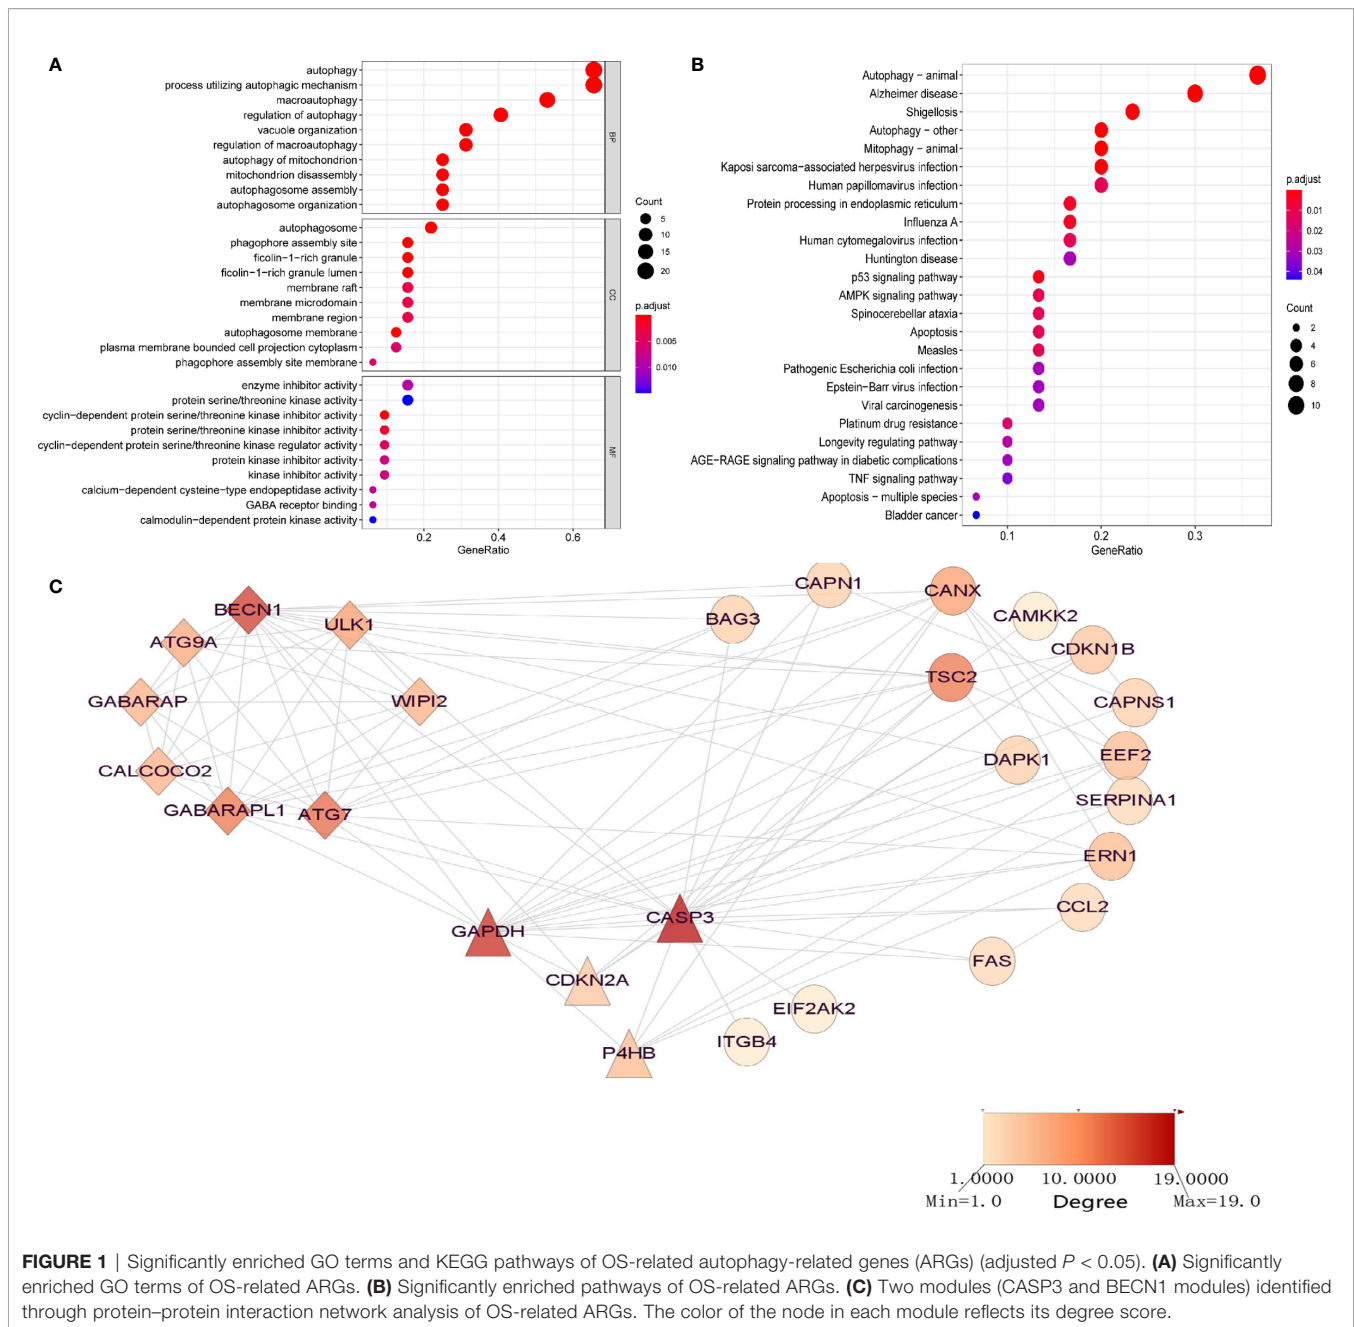 A
autophagy
process utilizing autophagic mechanism
macroautophagy
regulation of autophagy
vacuole organization
regulation of macroautophagy
autophagy of mitochondrion
mitochondrion disassembly
autophagosome assembly
autophagosome organization
BP
autophagosome
phagophore assembly site
ficolin−1−rich granule
ficolin−1−rich granule lumen
membrane raft
membrane microdomain
membrane region
autophagosome membrane
plasma membrane bounded cell projection cytoplasm
phagophore assembly site membrane
CC
enzyme inhibitor activity
protein serine/threonine kinase activity
cyclin−dependent protein serine/threonine kinase inhibitor activity
protein serine/threonine kinase inhibitor activity
cyclin−dependent protein serine/threonine kinase regulator activity
protein kinase inhibitor activity
kinase inhibitor activity
calcium−dependent cysteine−type endopeptidase activity
GABA receptor binding
calmodulin−dependent protein kinase activity
MF
0.2 0.4 0.6
GeneRatio
Count
5
10
15
20
p.adjust
0.005
0.010
B
Autophagy − animal
Alzheimer disease
Shigellosis
Autophagy − other
Mitophagy − animal
Kaposi sarcoma−associated herpesvirus infection
Human papillomavirus infection
Protein processing in endoplasmic reticulum
Influenza A
Human cytomegalovirus infection
Huntington disease
p53 signaling pathway
AMPK signaling pathway
Spinocerebellar ataxia
Apoptosis
Measles
Pathogenic Escherichia coli infection
Epstein−Barr virus infection
Viral carcinogenesis
Platinum drug resistance
Longevity regulating pathway
AGE−RAGE signaling pathway in diabetic complications
TNF signaling pathway
Apoptosis − multiple species
Bladder cancer
0.1 0.2 0.3
GeneRatio
p.adjust
0.01
0.02
0.03
0.04
Count
2
4
6
8
10
C
BECN1
ULK1
ATG9A
GABARAP
WIPI2
CALCOCO2
GABARAPL1
ATG7
CAPN1
CANX
BAG3
CAMKK2
CDKN1B
TSC2
CAPNS1
DAPK1
EEF2
SERPINA1
ERN1
CCL2
FAS
GAPDH
CASP3
CDKN2A
EIF2AK2
ITGB4
P4HB
1.0000 10.0000 19.0000
Min=1.0 Degree Max=19.0
FIGURE 1 | Significantly enriched GO terms and KEGG pathways of OS-related autophagy-related genes (ARGs) (adjusted P < 0.05). (A) Significantly
enriched GO terms of OS-related ARGs. (B) Significantly enriched pathways of OS-related ARGs. (C) Two modules (CASP3 and BECN1 modules) identified
through protein–protein interaction network analysis of OS-related ARGs. The color of the node in each module reflects its degree score.